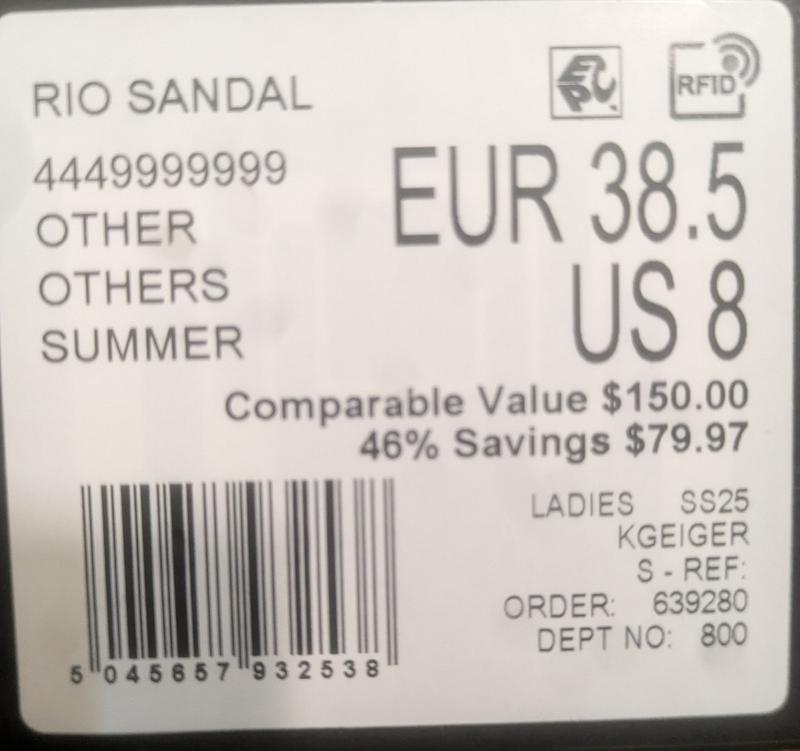 RIO SANDAL
EPC
RFID
4449999999
OTHER
OTHERS
SUMMER
EUR 38.5
US 8
Comparable Value $150.00
46% Savings $79.97
LADIES SS25
KGEIGER
S - REF:
ORDER: 639280
DEPT NO: 800
5 045657 932538